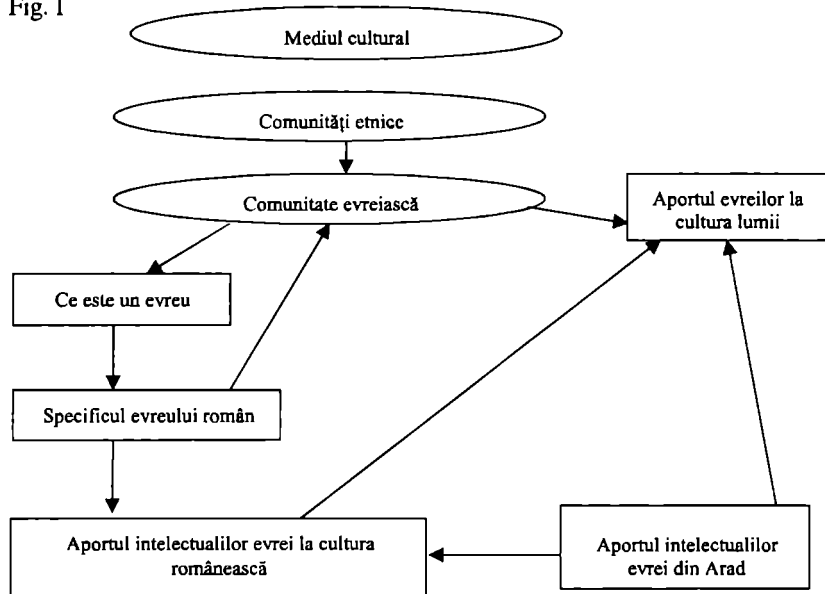 Fig. 1
Mediul cultural
Comunități etnice
Comunitate evreiască
Aportul evreilor la
cultura lumii
Ce este un evreu
Specificul evreului român
Aportul intelectualilor evrei la cultura
românească
Aportul intelectualilor
evrei din Arad